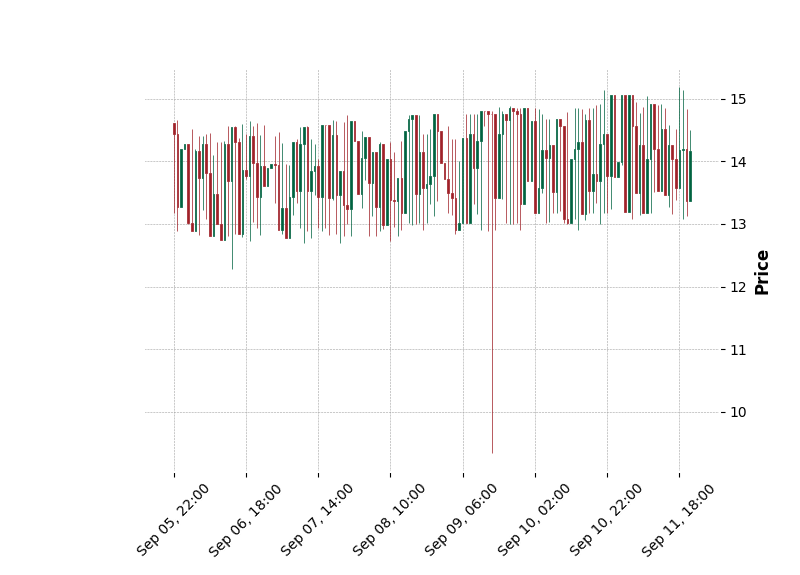 15
14
13
12
11
10
Price
Sep 05, 22:00
Sep 06, 18:00
Sep 07, 14:00
Sep 08, 10:00
Sep 09, 06:00
Sep 10, 02:00
Sep 10, 22:00
Sep 11, 18:00